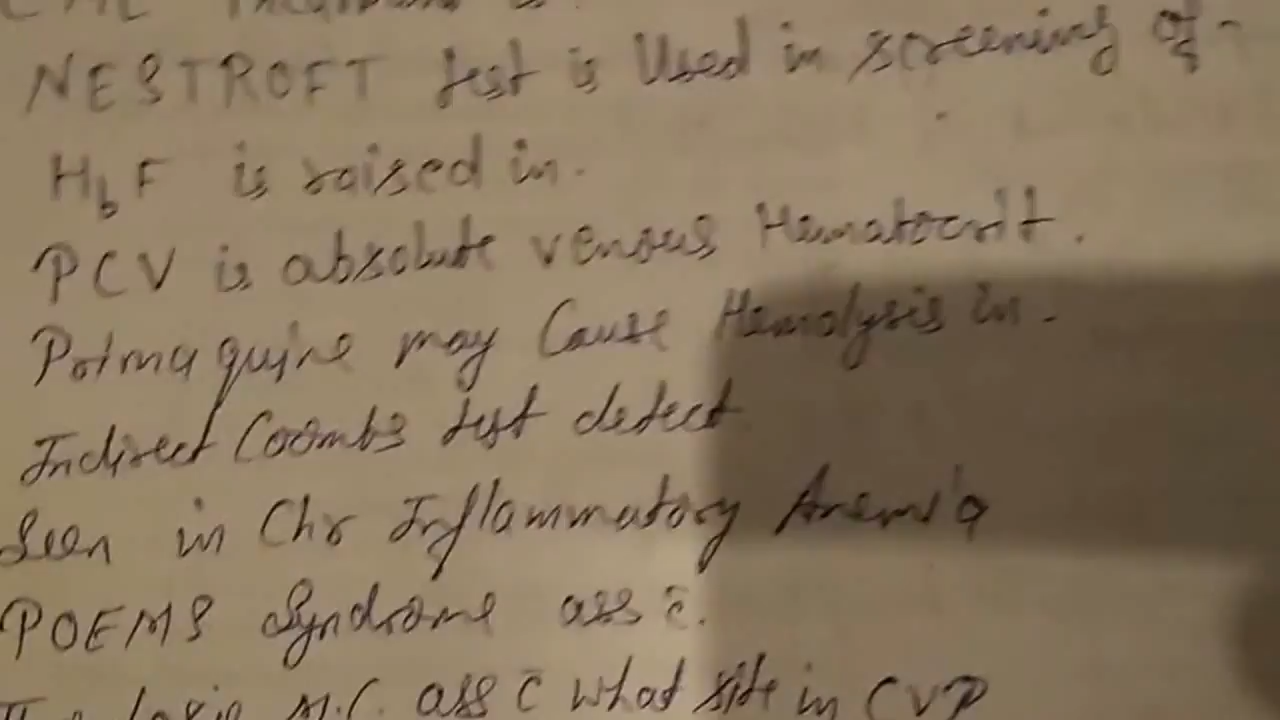 NESTROFT test is Used in screening of -
HbF is raised in.
PCV is absolute venous Hematocrit.
Primaquine may Cause Hemolysis in.
Indirect Coombs test detect
Seen in Chr Inflammatory Anemia
POEMS Syndrome ass c̄.
ass c̄ what site in CVP